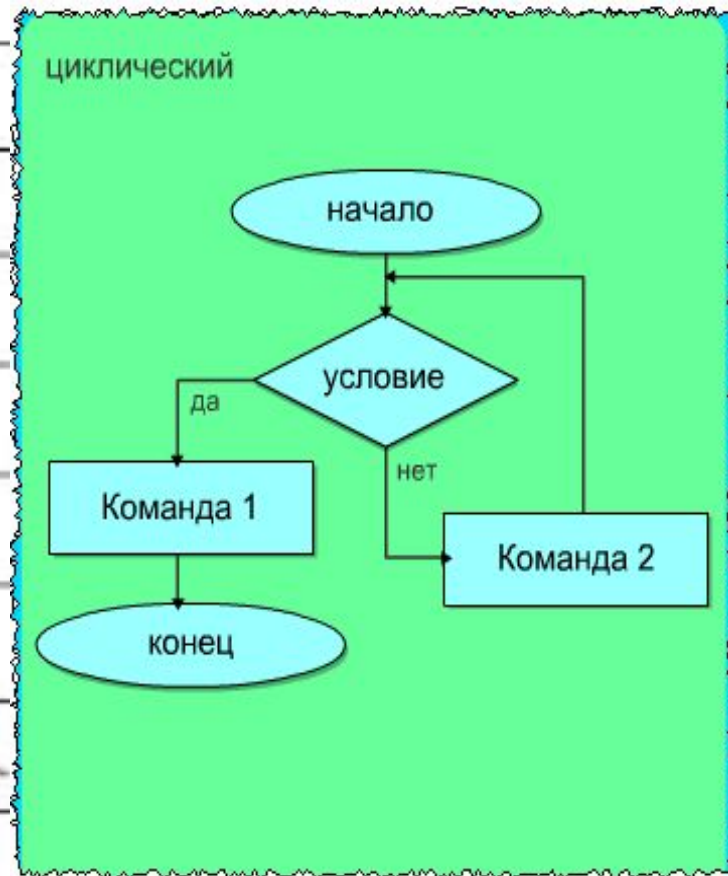 циклический
начало
условие
да
нет
Команда 1
Команда 2
конец